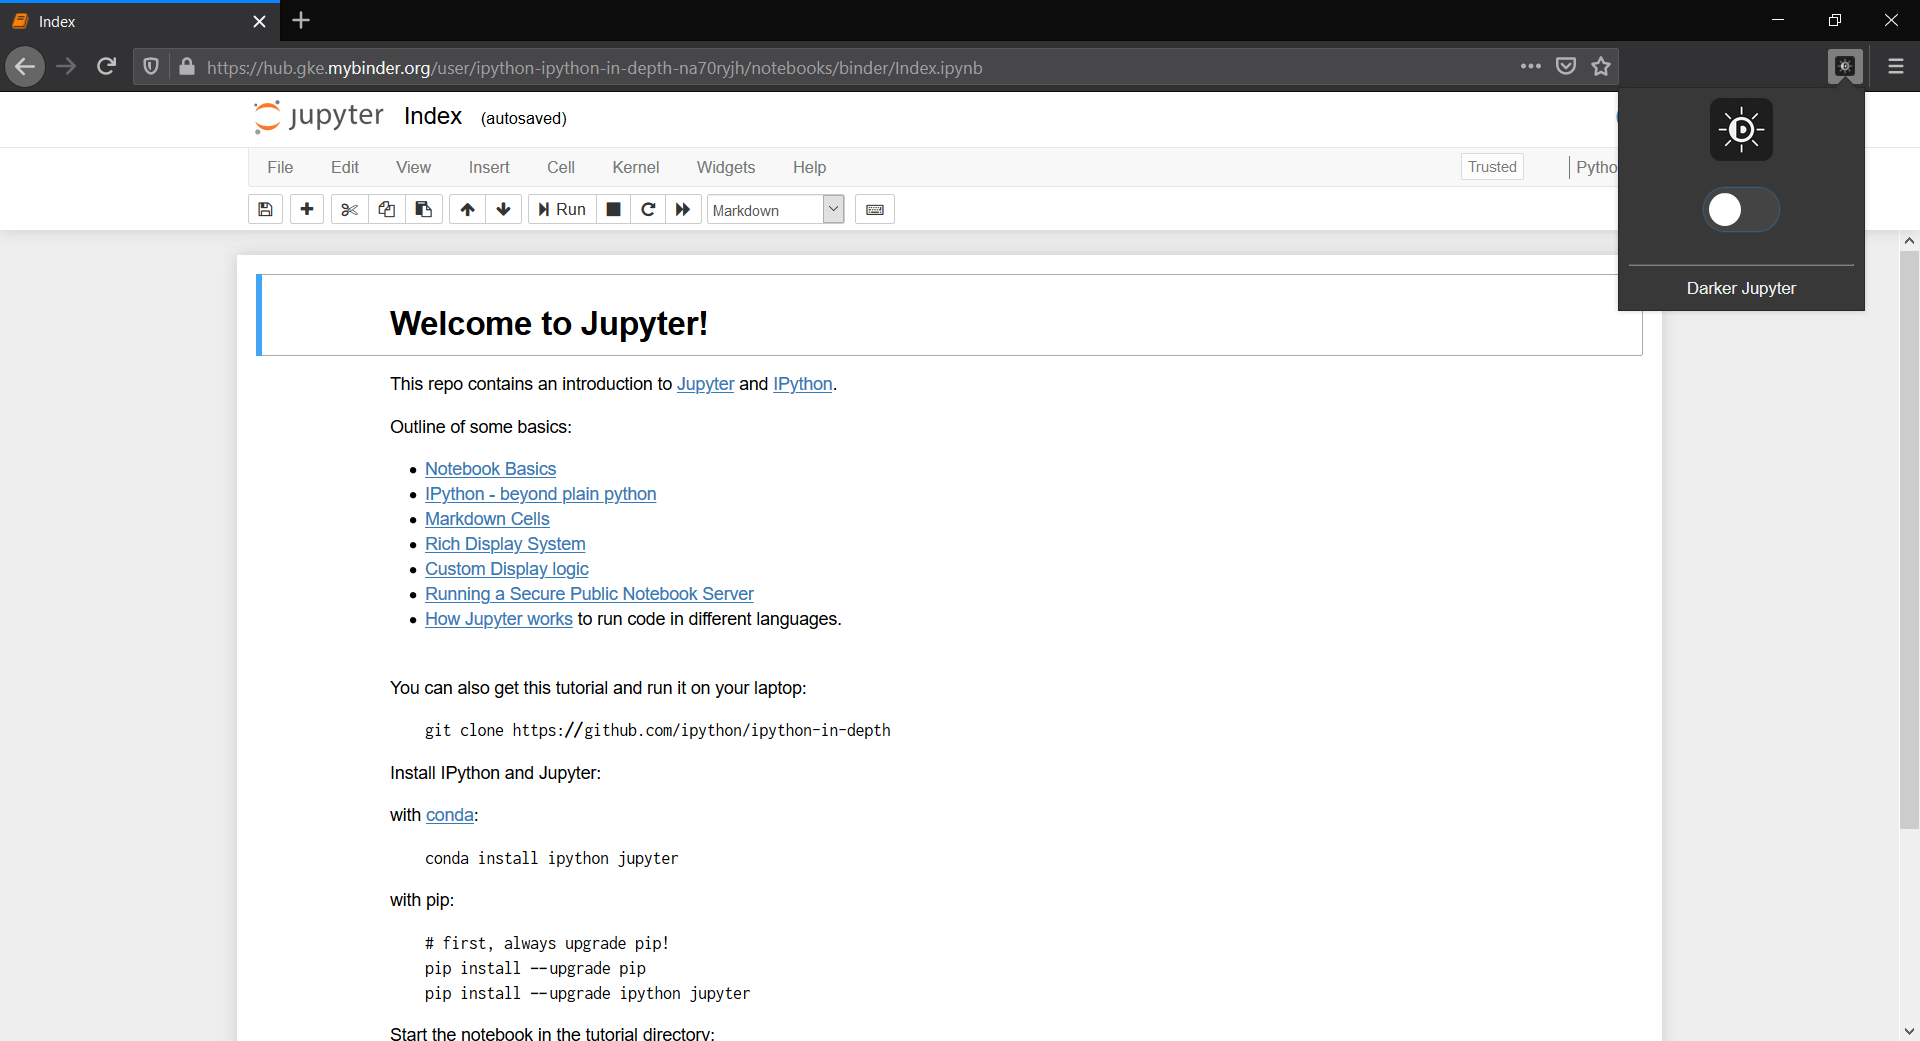 Index
https://hub.gke.mybinder.org/user/ipython-ipython-in-depth-na70ryjh/notebooks/binder/Index.ipynb
jupyter Index (autosaved)
File Edit View Insert Cell Kernel Widgets Help Trusted Pytho
Run Markdown
D
Darker Jupyter
Welcome to Jupyter!
This repo contains an introduction to Jupyter and IPython.
Outline of some basics:
Notebook Basics
IPython - beyond plain python
Markdown Cells
Rich Display System
Custom Display logic
Running a Secure Public Notebook Server
How Jupyter works to run code in different languages.
You can also get this tutorial and run it on your laptop:
git clone https://github.com/ipython/ipython-in-depth
Install IPython and Jupyter:
with conda:
conda install ipython jupyter
with pip:
# first, always upgrade pip!
pip install --upgrade pip
pip install --upgrade ipython jupyter
Start the notebook in the tutorial directory: